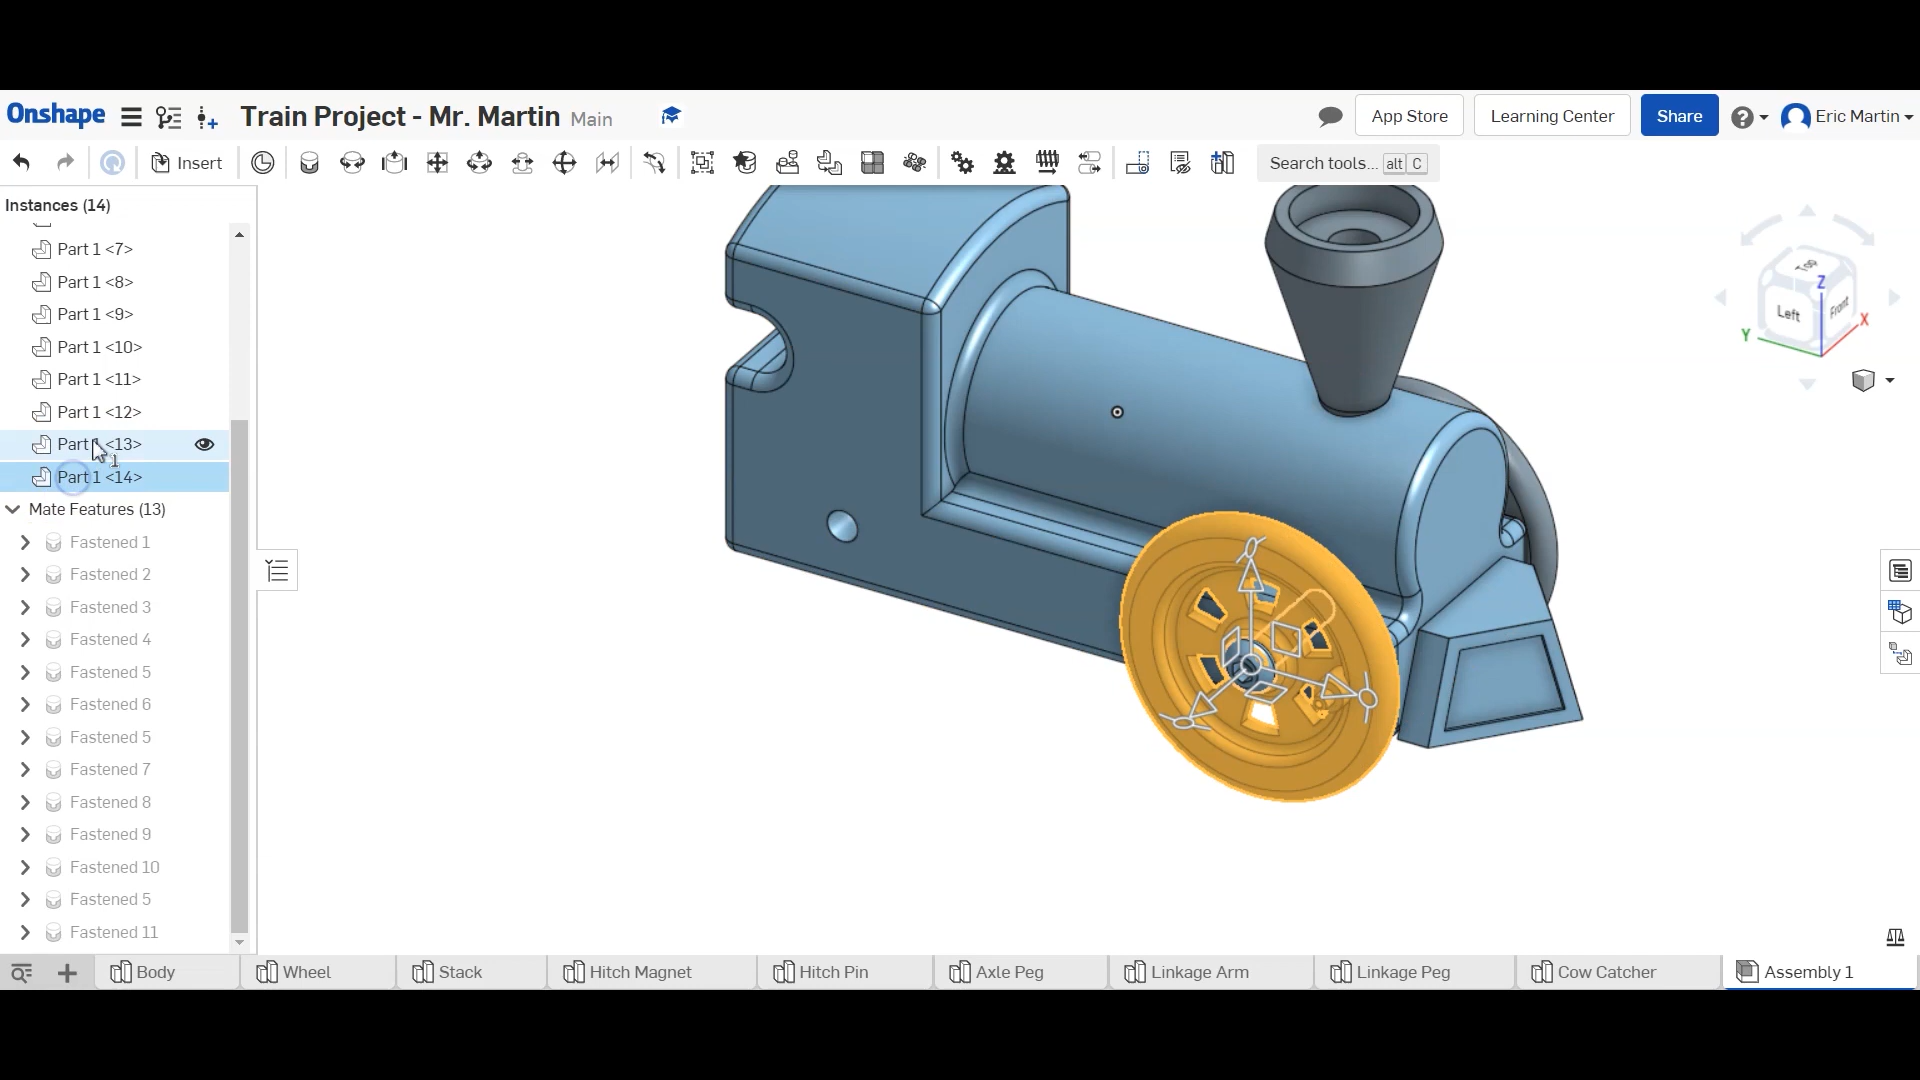 Onshape Train Project - Mr. Martin Main App Store Learning Center Share Eric Martin
Insert Search tools... alt C
Instances (14)
Part 1 <7>
Part 1 <8>
Part 1 <9>
Part 1 <10>
Part 1 <11>
Part 1 <12>
Part 1 <13>
1
Part 1 <14>
Mate Features (13)
Fastened 1
Fastened 2
Fastened 3
Fastened 4
Fastened 5
Fastened 6
Fastened 5
Fastened 7
Fastened 8
Fastened 9
Fastened 10
Fastened 5
Fastened 11
Top
Z
Left Front
X
Y
Body Wheel Stack Hitch Magnet Hitch Pin Axle Peg Linkage Arm Linkage Peg Cow Catcher Assembly 1